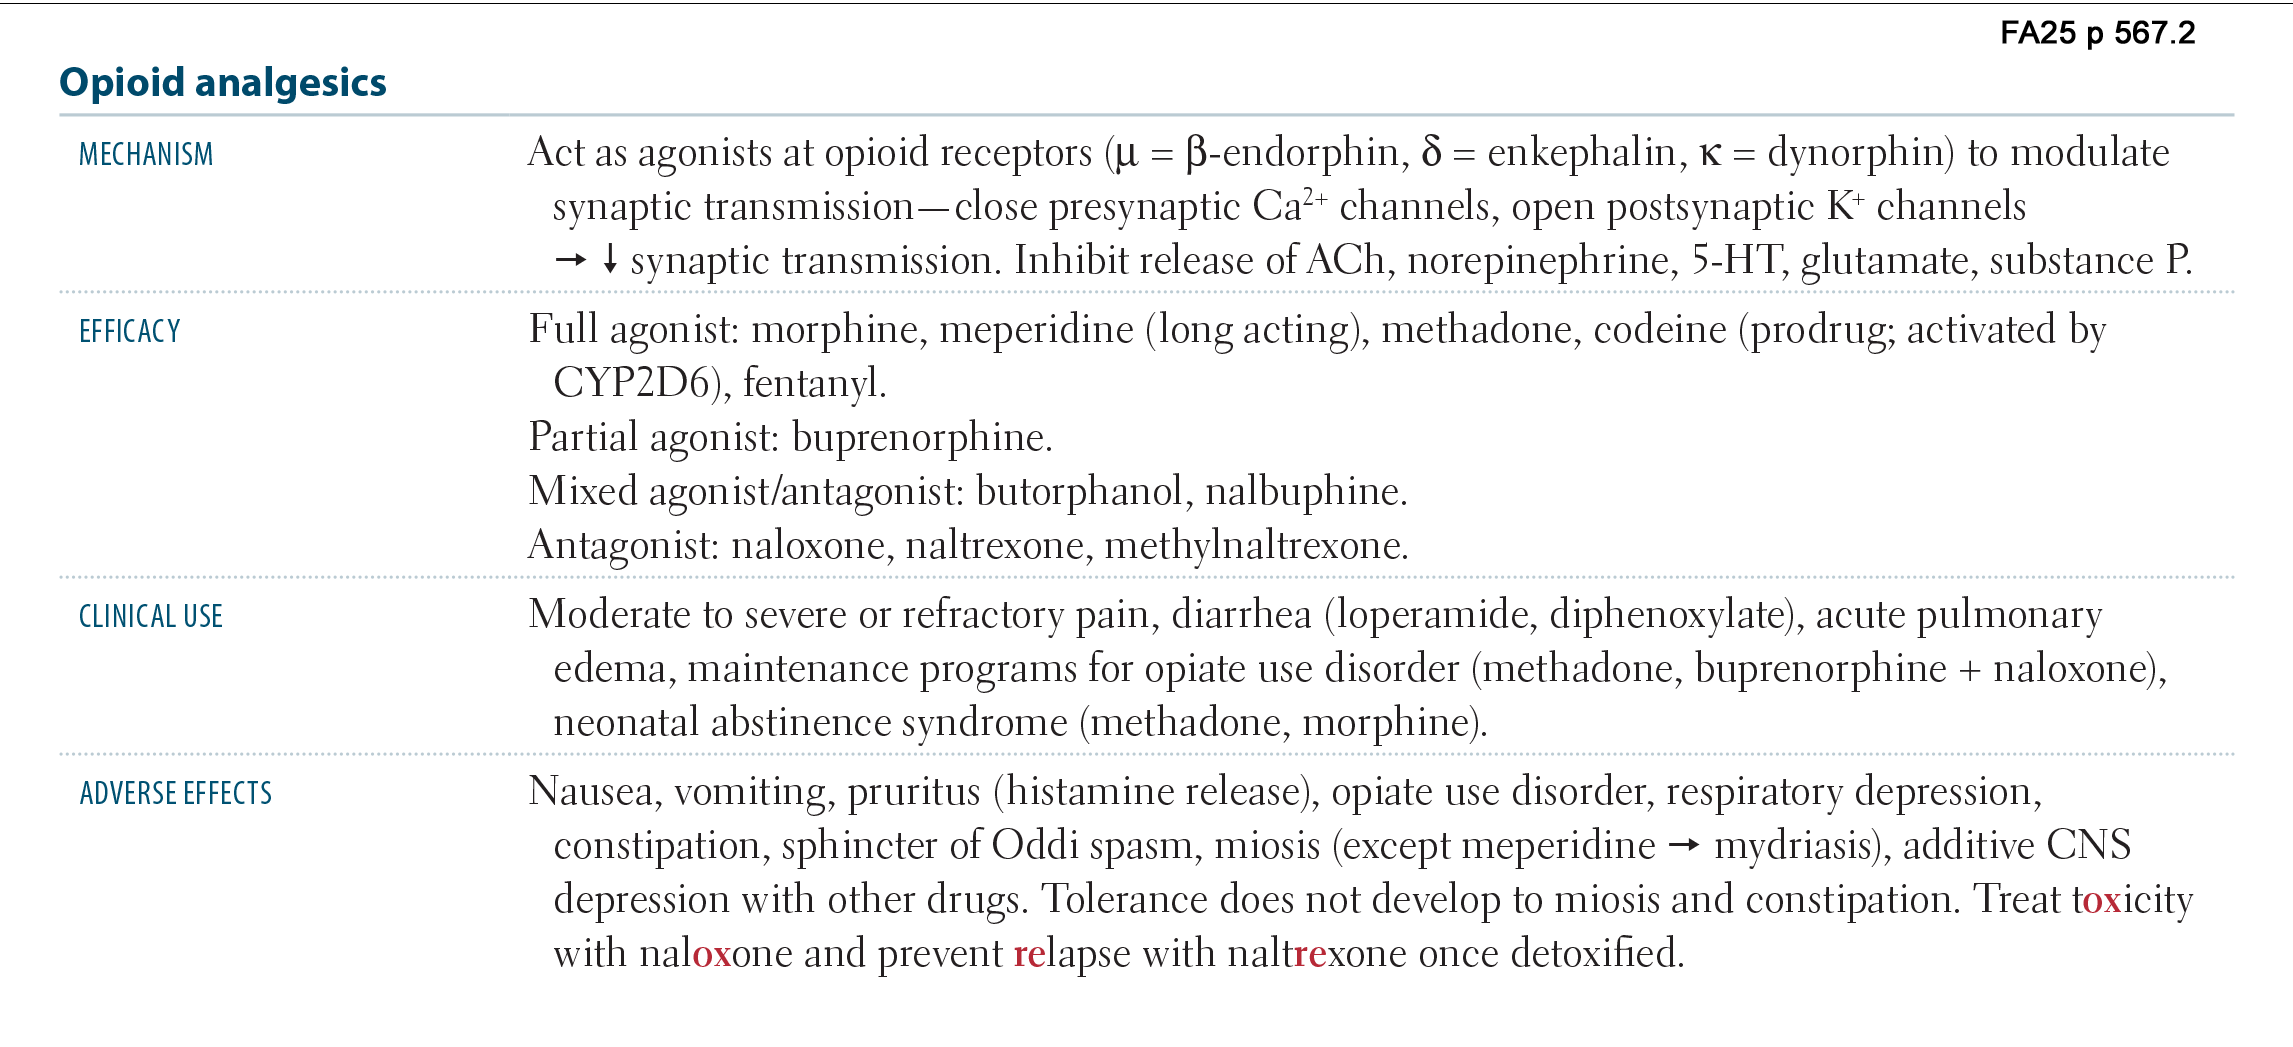 FA25 p 567.2
Opioid analgesics
MECHANISM
Act as agonists at opioid receptors (μ = β-endorphin, δ = enkephalin, κ = dynorphin) to modulate
synaptic transmission—close presynaptic Ca²⁺ channels, open postsynaptic K⁺ channels
→ ↓ synaptic transmission. Inhibit release of ACh, norepinephrine, 5-HT, glutamate, substance P.
EFFICACY
Full agonist: morphine, meperidine (long acting), methadone, codeine (prodrug; activated by
CYP2D6), fentanyl.
Partial agonist: buprenorphine.
Mixed agonist/antagonist: butorphanol, nalbuphine.
Antagonist: naloxone, naltrexone, methylnaltrexone.
CLINICAL USE
Moderate to severe or refractory pain, diarrhea (loperamide, diphenoxylate), acute pulmonary
edema, maintenance programs for opiate use disorder (methadone, buprenorphine + naloxone),
neonatal abstinence syndrome (methadone, morphine).
ADVERSE EFFECTS
Nausea, vomiting, pruritus (histamine release), opiate use disorder, respiratory depression,
constipation, sphincter of Oddi spasm, miosis (except meperidine → mydriasis), additive CNS
depression with other drugs. Tolerance does not develop to miosis and constipation. Treat toxicity
with naloxone and prevent relapse with naltrexone once detoxified.